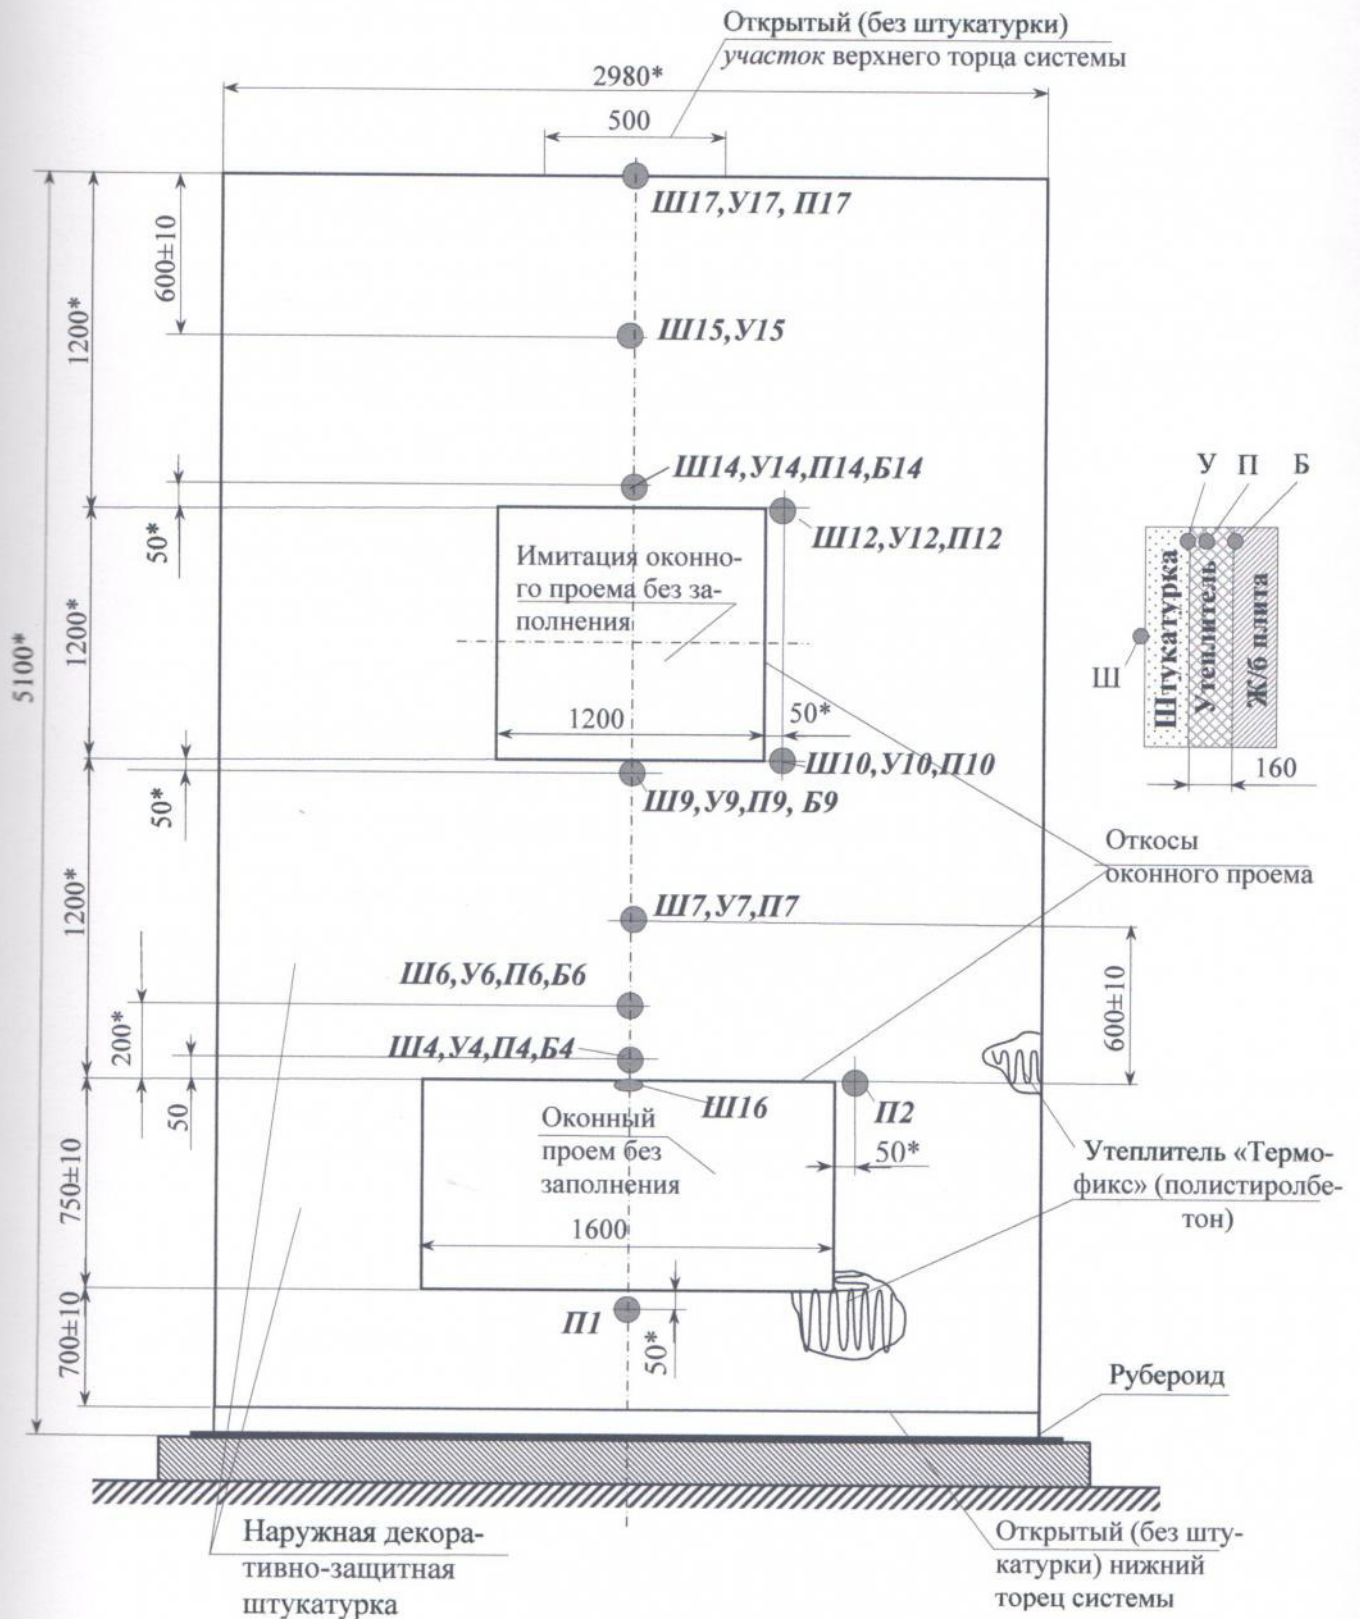 Открытый (без штукатурки)
участок верхнего торца системы
2980*
500
Ш17,У17, П17
600±10
1200*
Ш15,У15
Ш14,У14,П14,Б14
50*
Ш12,У12,П12
Имитация оконно-
го проема без за-
полнения
1200*
5100*
1200
50*
Ш10,У10,П10
Ш9,У9,П9, Б9
50*
У П Б
Ш
Штукатурка
Утеплитель
Ж/б плита
160
Откосы
оконного проема
1200*
Ш7,У7,П7
Ш6,У6,П6,Б6
200*
600±10
Ш4,У4,П4,Б4
50
Ш16
П2
Оконный
проем без
заполнения
50*
750±10
1600
Утеплитель «Термо-
фикс» (полистиролбе-
тон)
П1
50*
700±10
Рубероид
Наружная декора-
тивно-защитная
штукатурка
Открытый (без шту-
катурки) нижний
торец системы